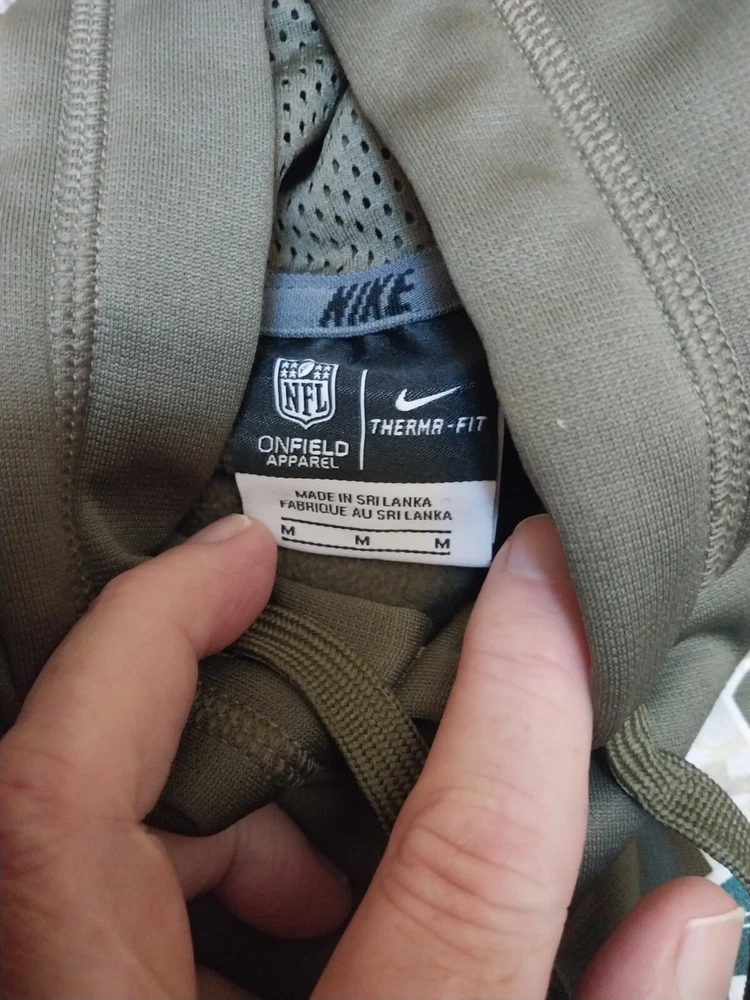 NIKE
NFL
ONFIELD
APPAREL
THERMA-FIT
MADE IN SRI LANKA
FABRIQUE AU SRI LANKA
M M M